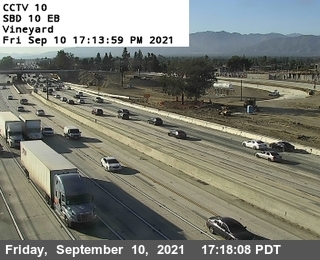 CCTV 10
SBD 10 EB
Vineyard
Fri Sep 10 17:13:59 PM 2021
Friday, September 10, 2021 17:18:08 PDT